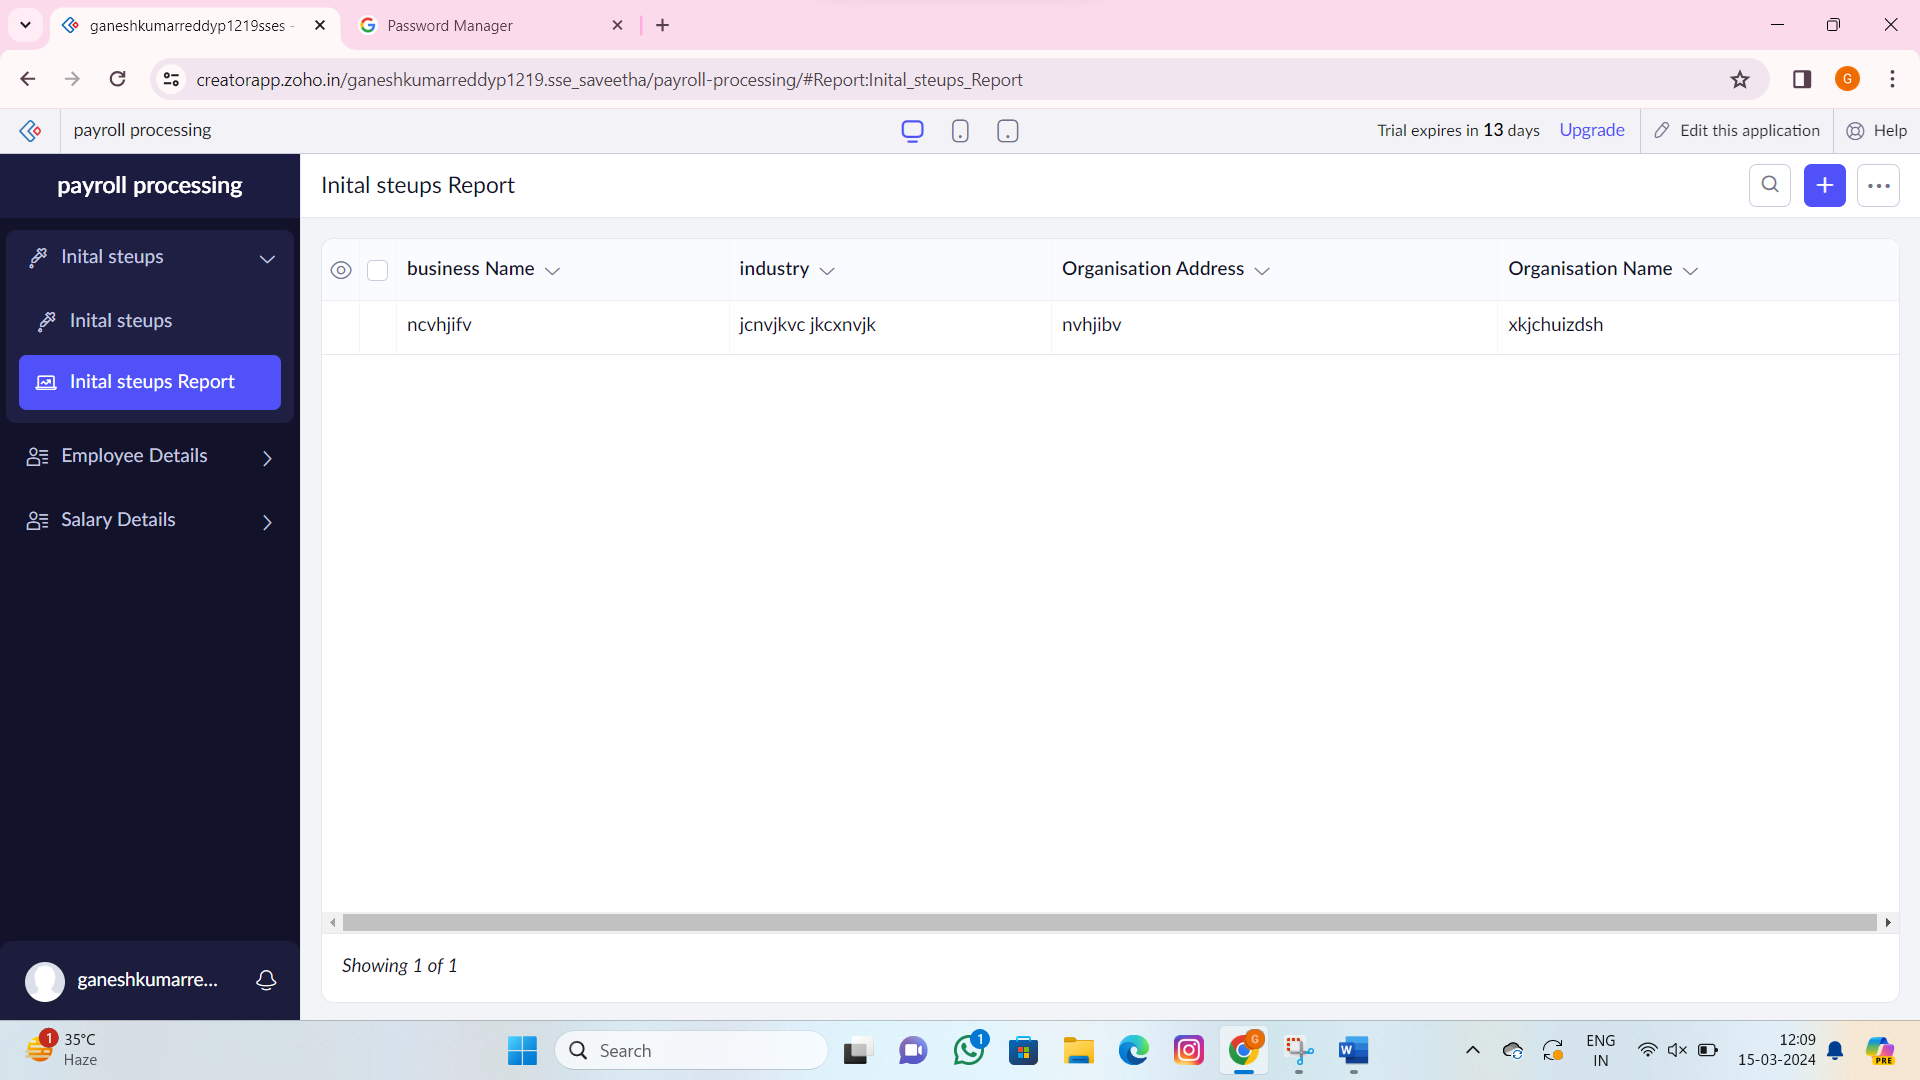 ganeshkumarreddyp1219sses -
Password Manager
creatorapp.zoho.in/ganeshkumarreddyp1219.sse_saveetha/payroll-processing/#Report:Inital_steups_Report
G
payroll processing
Trial expires in 13 days
Upgrade
Edit this application
Help
payroll processing
Inital steups Report
Inital steups
Inital steups
Inital steups Report
Employee Details
Salary Details
business Name
industry
Organisation Address
Organisation Name
ncvhjifv
jcnvjkvc jkcxnvjk
nvhjibv
xkjchuizdsh
Showing 1 of 1
ganeshkumarre...
1
35°C
Haze
Search
1
G
W
ENG
IN
12:09
15-03-2024
PRE